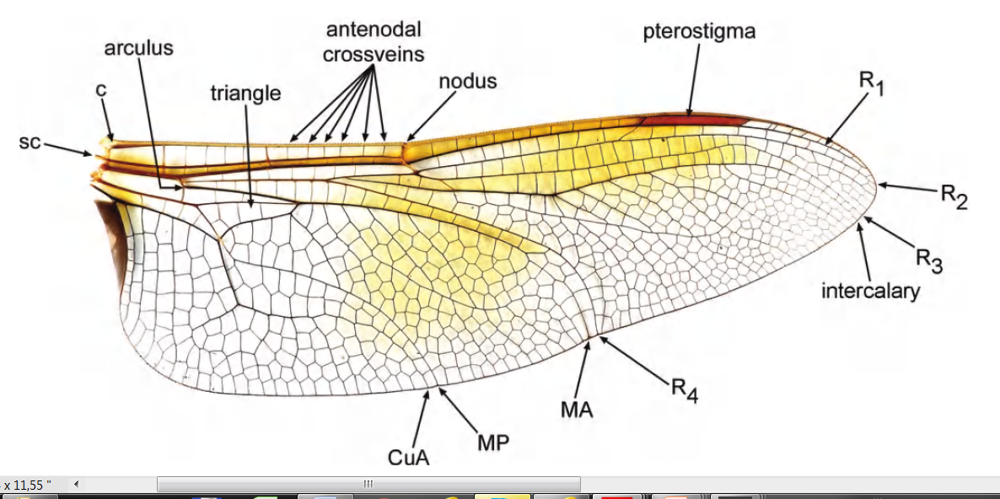 antenodal
crossveins
pterostigma
arculus
nodus
R1
c
triangle
sc
R2
R3
intercalary
R4
MA
MP
CuA
x 11,55 "